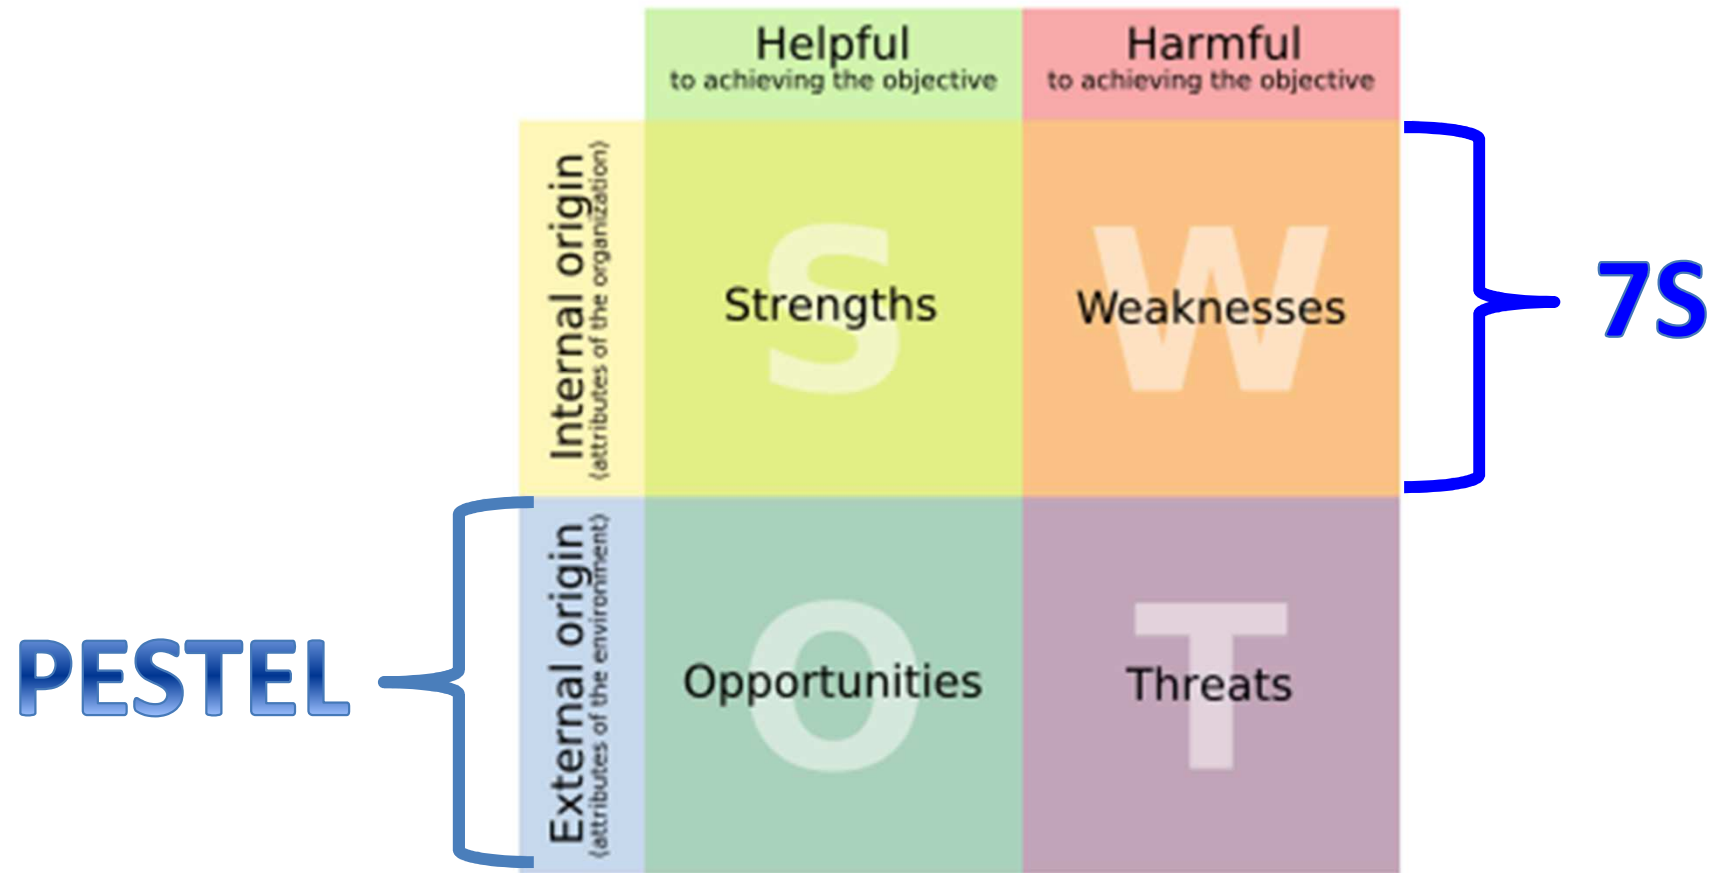 Helpful
to achieving the objective
Harmful
to achieving the objective
Internal origin
(attributes of the organization)
S
Strengths
W
Weaknesses
7S
PESTEL
External origin
(attributes of the environment)
O
Opportunities
T
Threats